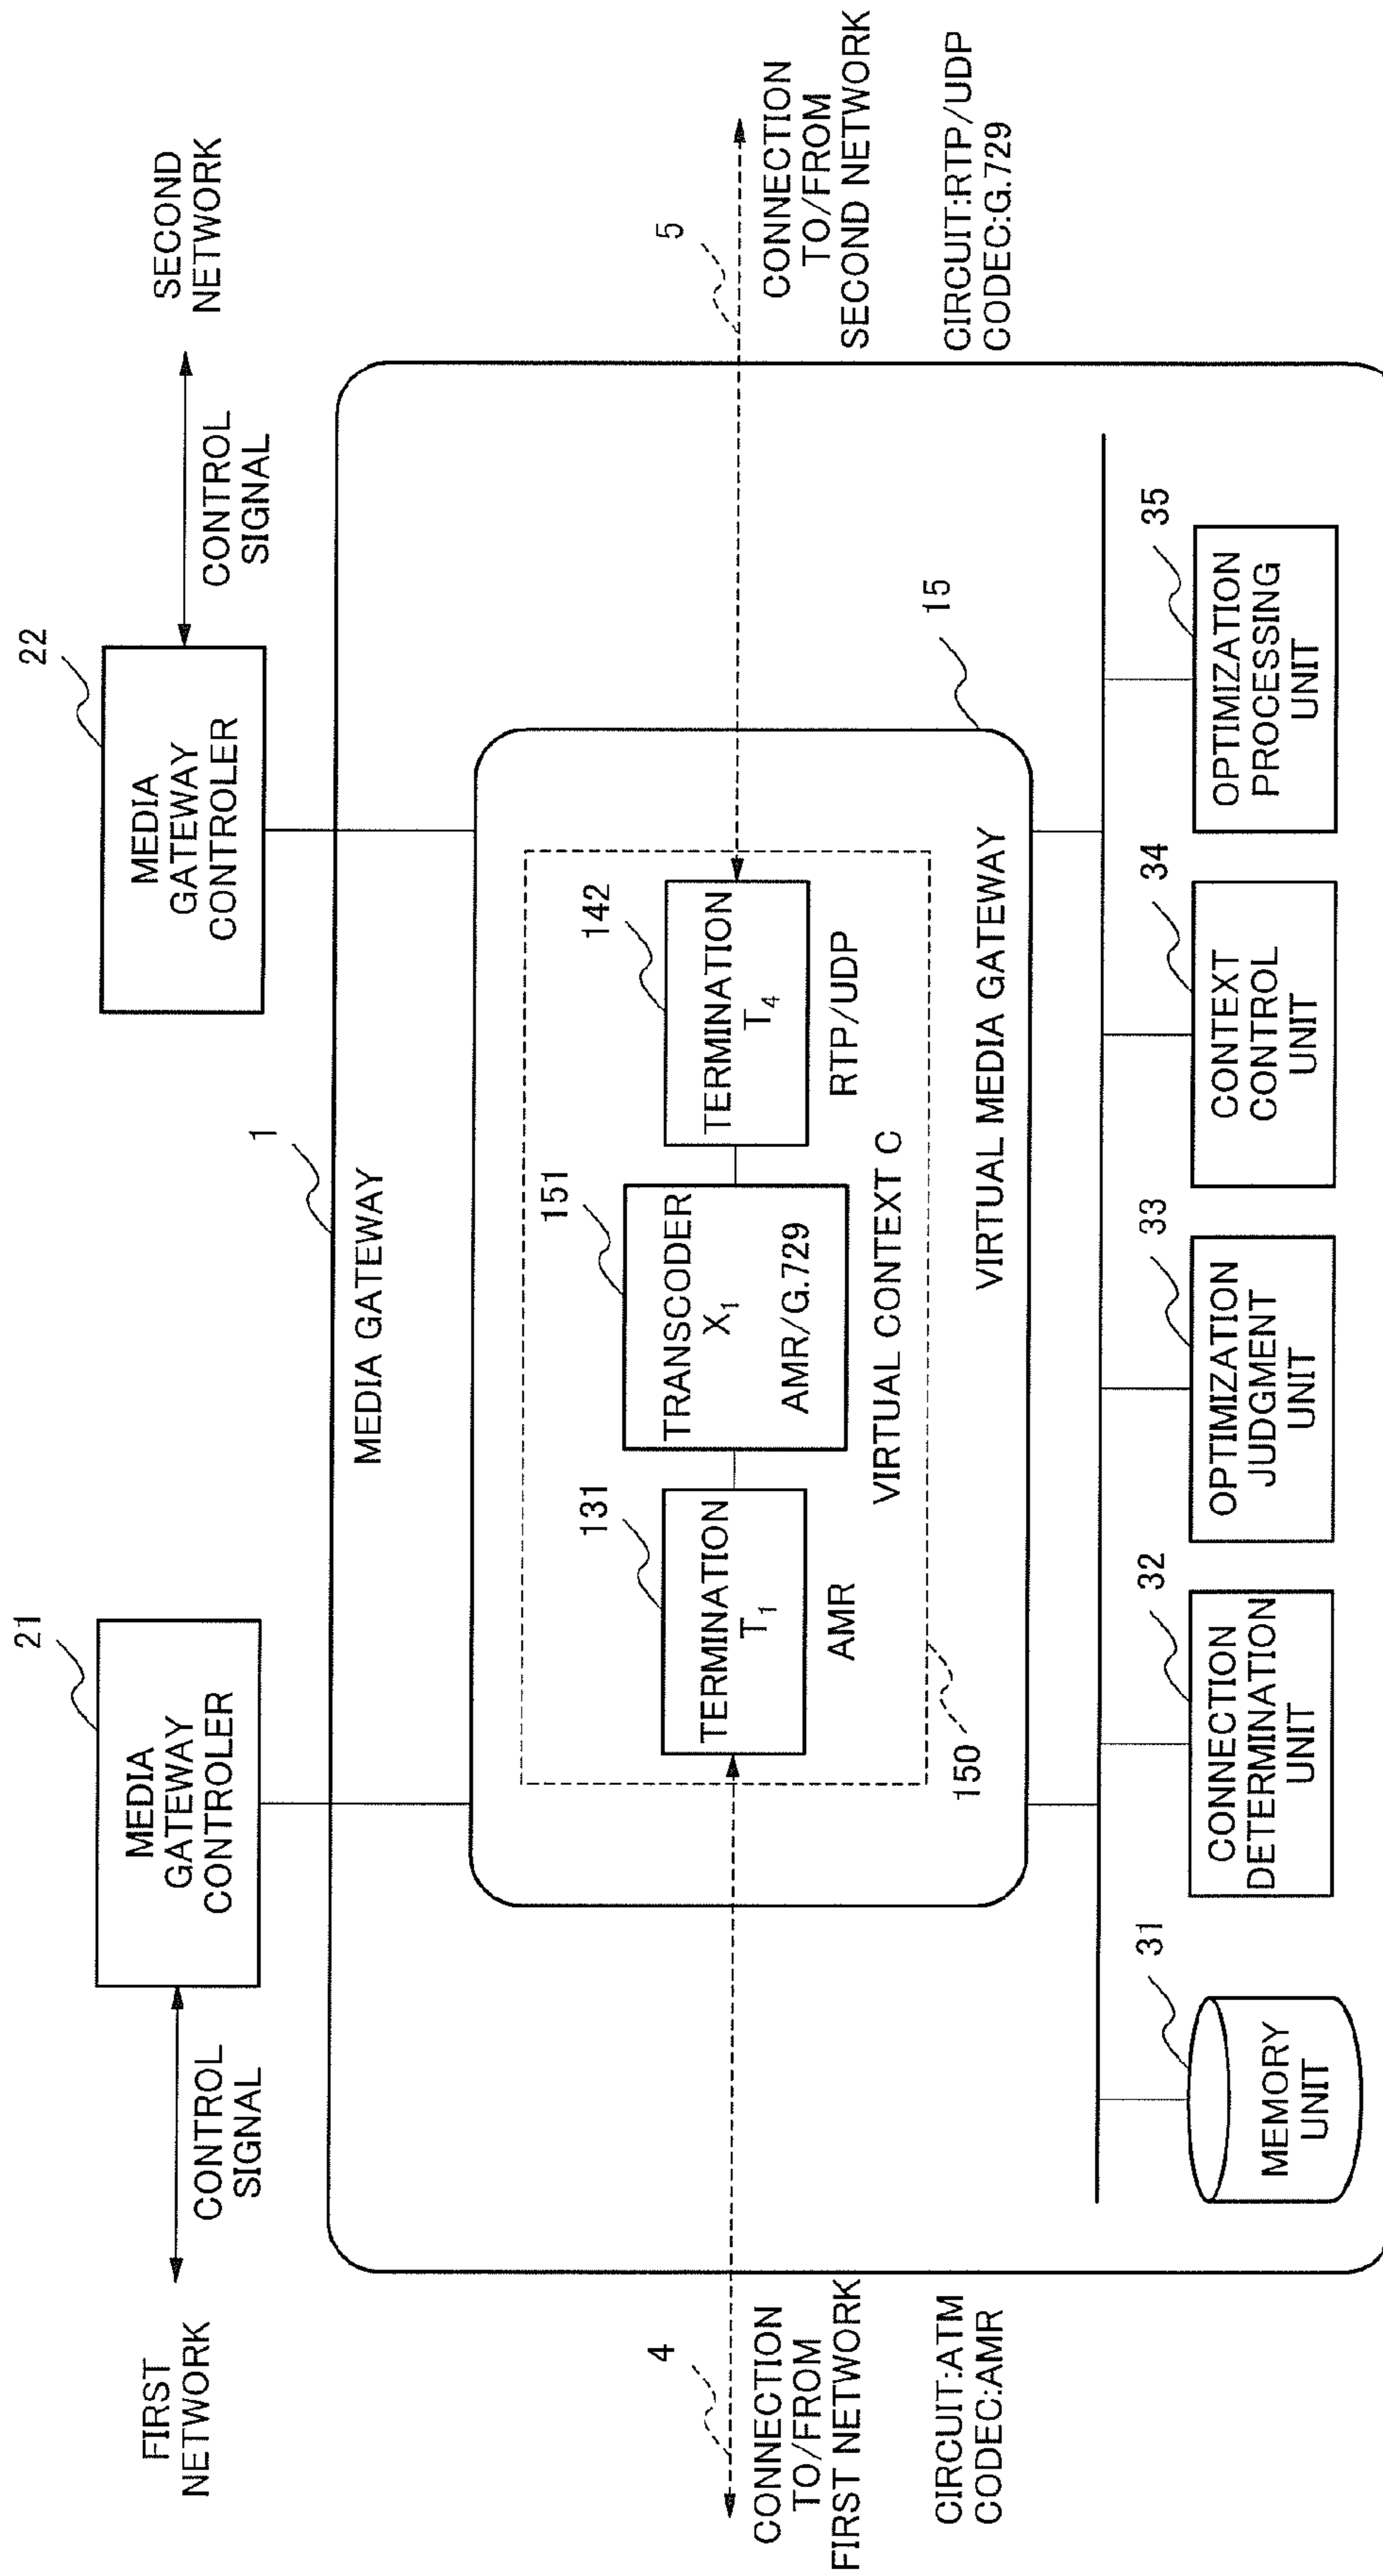 FIRST
NETWORK
CONTROL
SIGNAL
21
MEDIA
GATEWAY
CONTROLER
22
MEDIA
GATEWAY
CONTROLER
CONTROL
SIGNAL
SECOND
NETWORK
1
MEDIA GATEWAY
4
CONNECTION
TO/FROM
FIRST NETWORK
CIRCUIT:ATM
CODEC:AMR
131
TERMINATION
T1
AMR
151
TRANSCODER
X1
AMR/G.729
142
TERMINATION
T4
RTP/UDP
VIRTUAL CONTEXT C
150
VIRTUAL MEDIA GATEWAY
15
5
CONNECTION
TO/FROM
SECOND NETWORK
CIRCUIT:RTP/UDP
CODEC:G.729
31
MEMORY
UNIT
32
CONNECTION
DETERMINATION
UNIT
33
OPTIMIZATION
JUDGMENT
UNIT
34
CONTEXT
CONTROL
UNIT
35
OPTIMIZATION
PROCESSING
UNIT